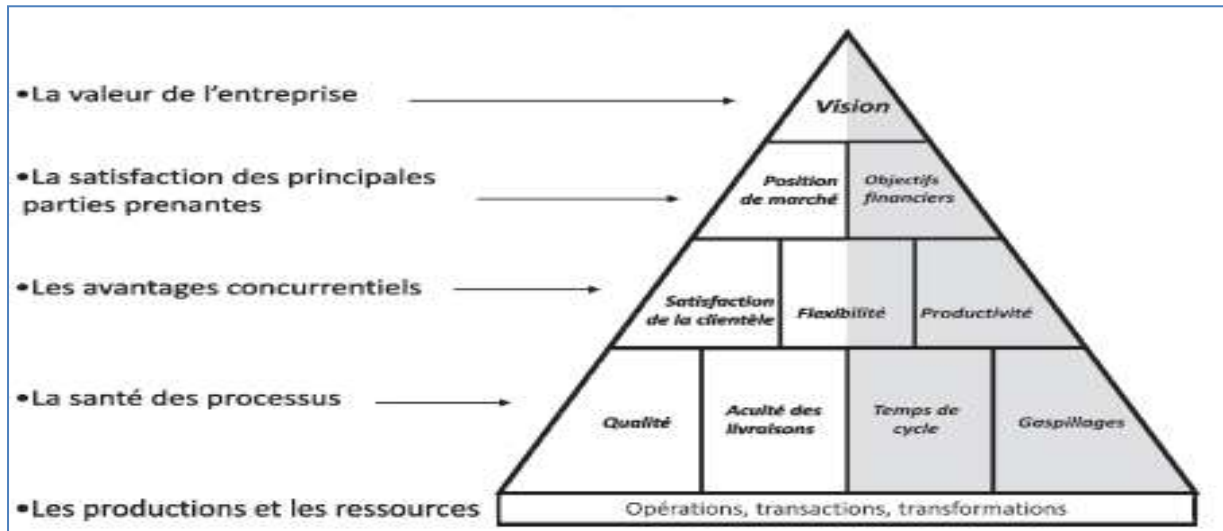 •La valeur de l'entreprise
Vision
•La satisfaction des principales
parties prenantes
Position
de marché
Objectifs
financiers
•Les avantages concurrentiels
Satisfaction
de la clientèle
Flexibilité
Productivité
•La santé des processus
Qualité
Acuité des
livraisons
Temps de
cycle
Gaspillages
•Les productions et les ressources
Opérations, transactions, transformations